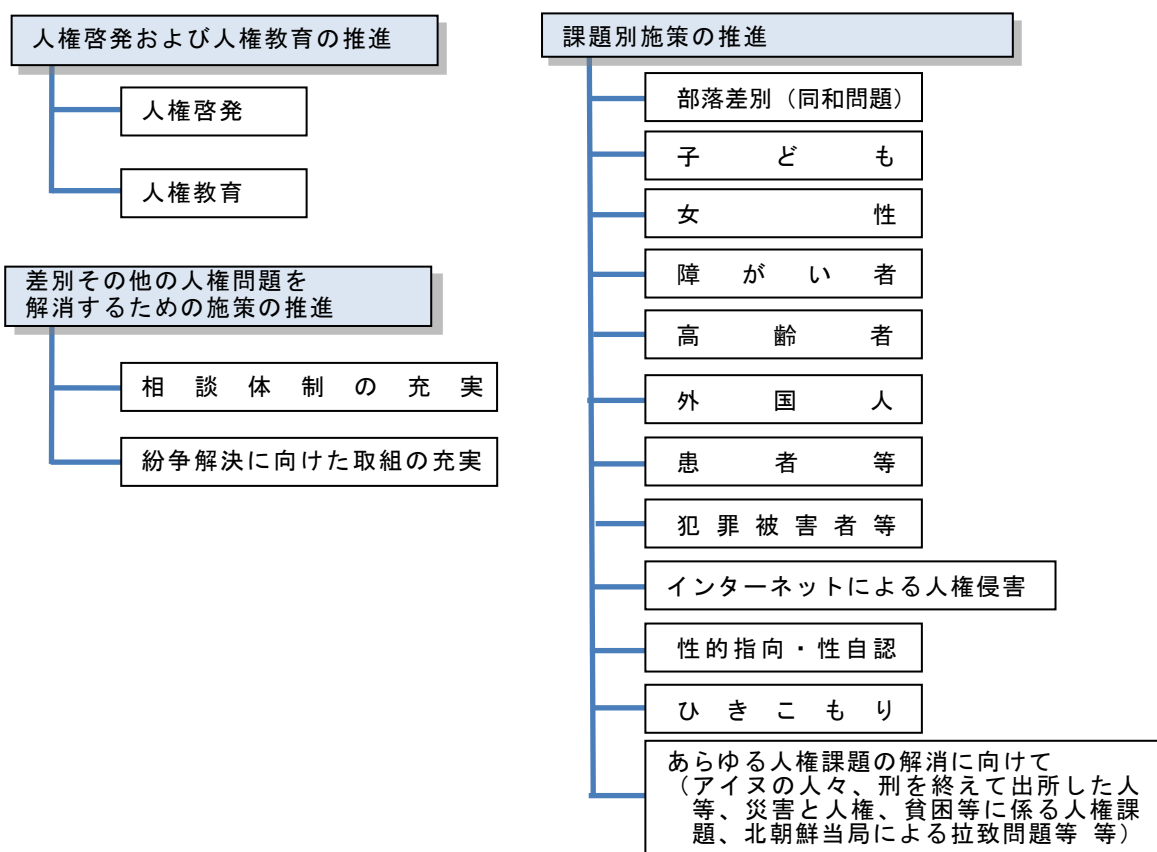 人権啓発および人権教育の推進
人権啓発
人権教育
差別その他の人権問題を
解消するための施策の推進
相談体制の充実
紛争解決に向けた取組の充実
課題別施策の推進
部落差別（同和問題）
子ども
女性
障がい者
高齢者
外国人
患者等
犯罪被害者等
インターネットによる人権侵害
性的指向・性自認
ひきこもり
あらゆる人権課題の解消に向けて
（アイヌの人々、刑を終えて出所した人
等、災害と人権、貧困等に係る人権課
題、北朝鮮当局による拉致問題等 等）